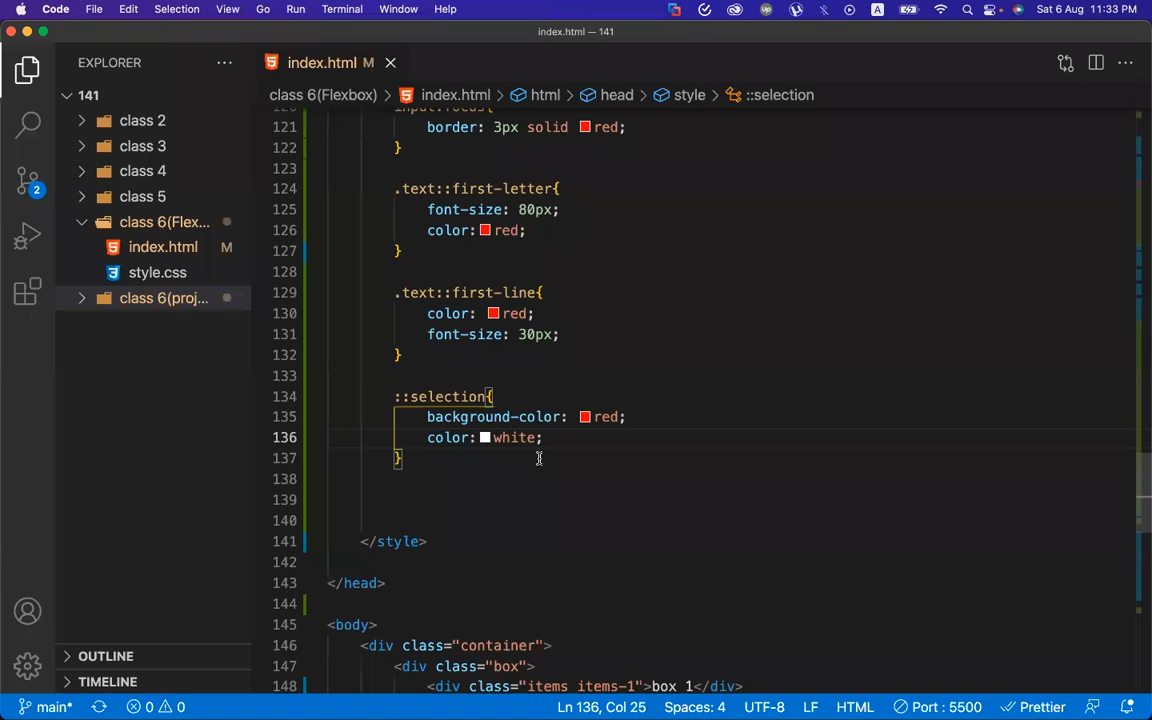 Code File Edit Selection View Go Run Terminal Window Help
Up A Sat 6 Aug 11:33 PM
index.html — 141
EXPLORER
index.html M
141
class 2
class 3
class 4
class 5
class 6(Flex...
index.html M
style.css
class 6(proj...
2
OUTLINE
TIMELINE
class 6(Flexbox) > index.html > html > head > style > ::selection
120 input:focus{
121 border: 3px solid red;
122 }
123
124 .text::first-letter{
125 font-size: 80px;
126 color: red;
127 }
128
129 .text::first-line{
130 color: red;
131 font-size: 30px;
132 }
133
134 ::selection{
135 background-color: red;
136 color: white;
137 }
138
139
140
141 </style>
142
143 </head>
144
145 <body>
146 <div class="container">
147 <div class="box">
148 <div class="items items-1">box 1</div>
main* 0 0 Ln 136, Col 25 Spaces: 4 UTF-8 LF HTML Port : 5500 Prettier